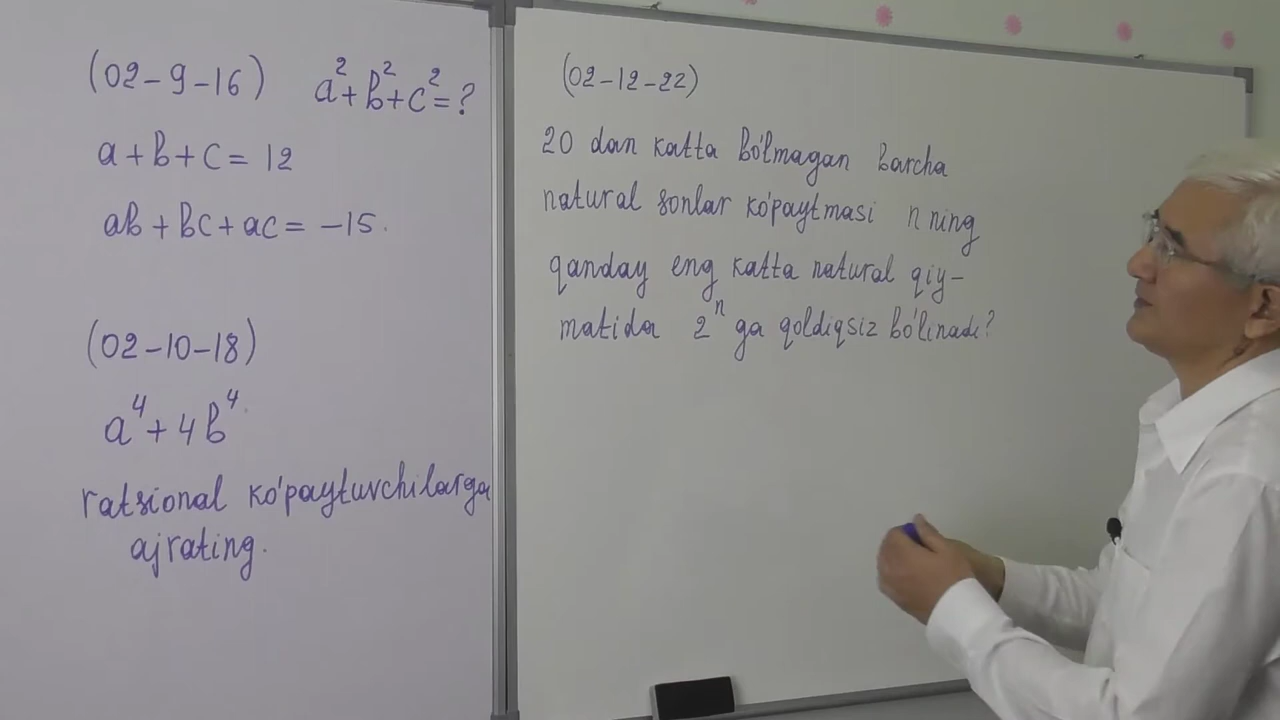 (02-9-16) a²+b²+c²=?
a+b+c= 12
ab+bc+ac= -15.
(02-10-18)
a⁴+4b⁴
ratsional ko'paytuvchilarga
ajrating.
(02-12-22)
20 dan katta bo'lmagan barcha
natural sonlar ko'paytmasi n ning
qanday eng katta natural qiy-
matida 2ⁿ ga qoldiqsiz bo'linadi?